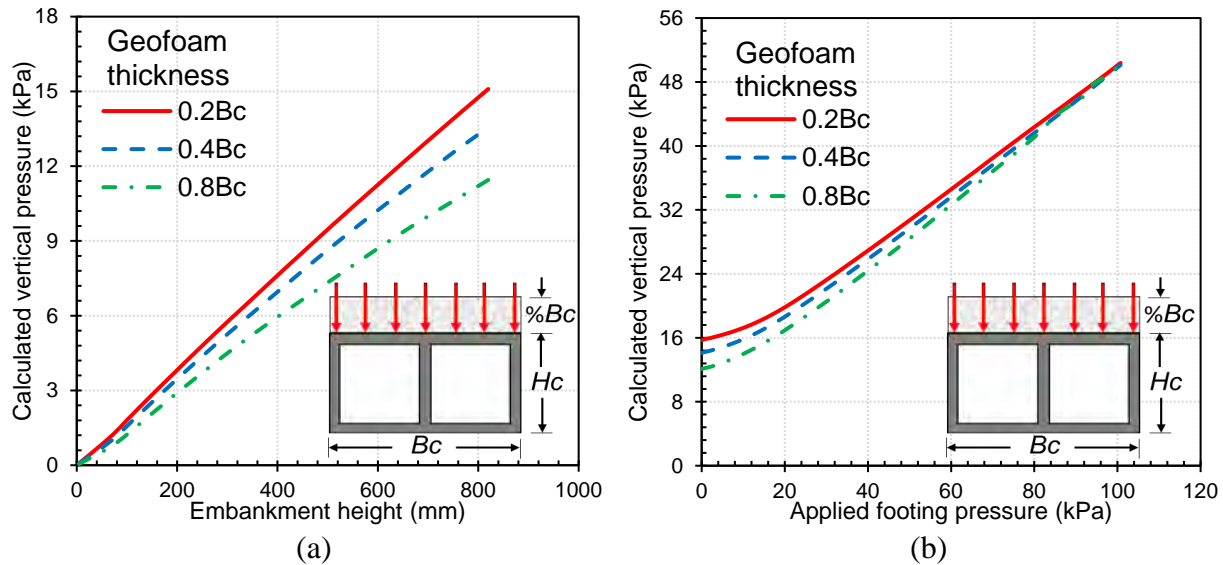 18
15
12
9
6
3
0
Calculated vertical pressure (kPa)
Geofoam
thickness
0.2Bc
0.4Bc
0.8Bc
%Bc
Hc
Bc
0 200 400 600 800 1000
Embankment height (mm)
(a)
56
48
40
32
24
16
8
0
Calculated vertical pressure (kPa)
Geofoam
thickness
0.2Bc
0.4Bc
0.8Bc
%Bc
Hc
Bc
0 20 40 60 80 100 120
Applied footing pressure (kPa)
(b)